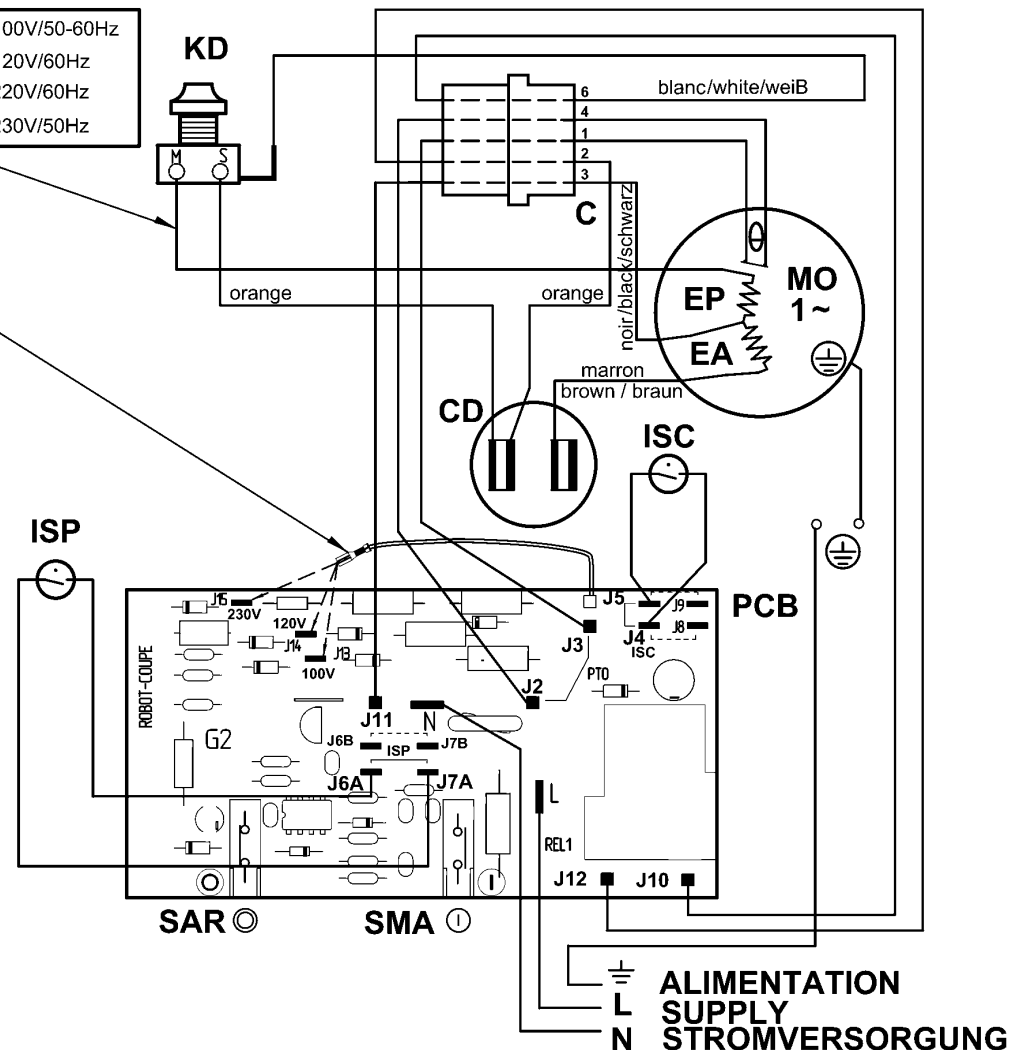 00V/50-60Hz
20V/60Hz
220V/60Hz
230V/50Hz
KD
M S
blanc/white/weiB
6
4
1
2
3
C
noir/black/schwarz
orange
orange
EP
EA
MO
1~
marron
brown / braun
CD
ISC
ISP
PCB
J15
230V
120V
J14
J13
100V
J5
J9
J4
J8
ISC
J3
J2
PTO
ROBOT-COUPE
G2
J11
N
J6B
ISP
J7B
J6A
J7A
L
REL1
J12
J10
SAR
SMA
ALIMENTATION
L SUPPLY
N STROMVERSORGUNG